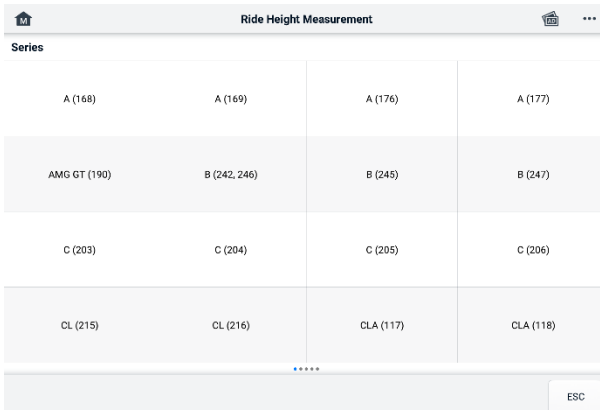 M
Ride Height Measurement
AD
Series
A (168) A (169) A (176) A (177)
AMG GT (190) B (242, 246) B (245) B (247)
C (203) C (204) C (205) C (206)
CL (215) CL (216) CLA (117) CLA (118)
ESC